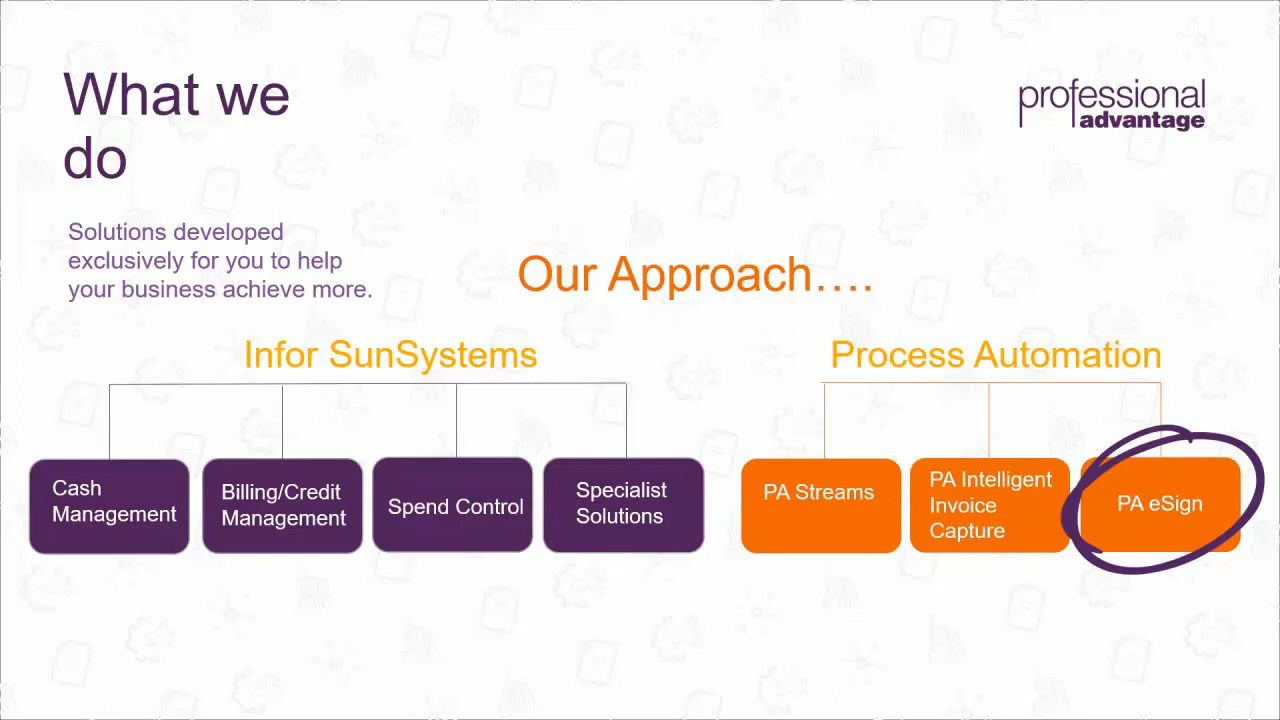 What we
do
professional
advantage
Solutions developed
exclusively for you to help
your business achieve more.
Our Approach….
Infor SunSystems
Process Automation
Cash
Management
Billing/Credit
Management
Spend Control
Specialist
Solutions
PA Streams
PA Intelligent
Invoice
Capture
PA eSign